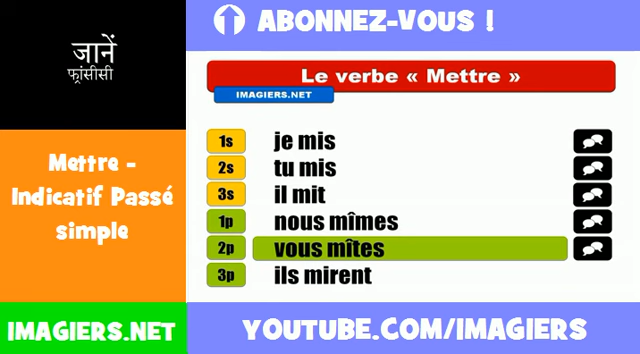 जानें
फ्रांसीसी
ABONNEZ-VOUS !
Le verbe « Mettre »
IMAGIERS.NET
Mettre -
Indicatif Passé
simple
1s je mis
2s tu mis
3s il mit
1p nous mîmes
2p vous mîtes
3p ils mirent
IMAGIERS.NET
YOUTUBE.COM/IMAGIERS